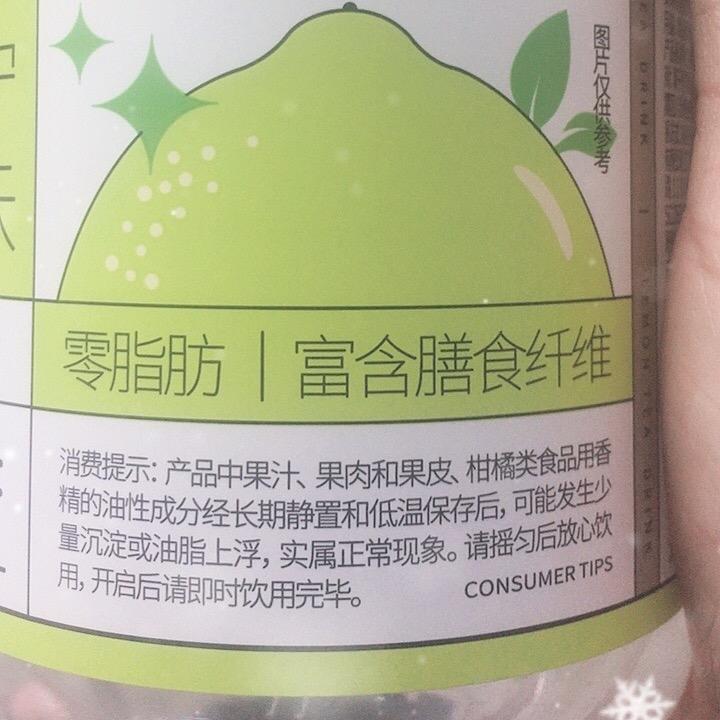 图片仅供参考
零脂肪 | 富含膳食纤维
消费提示：产品中果汁、果肉和果皮、柑橘类食品用香
精的油性成分经长期静置和低温保存后，可能发生少
量沉淀或油脂上浮，实属正常现象。请摇匀后放心饮
用，开启后请即时饮用完毕。
CONSUMER TIPS
LEMON TEA DRINK